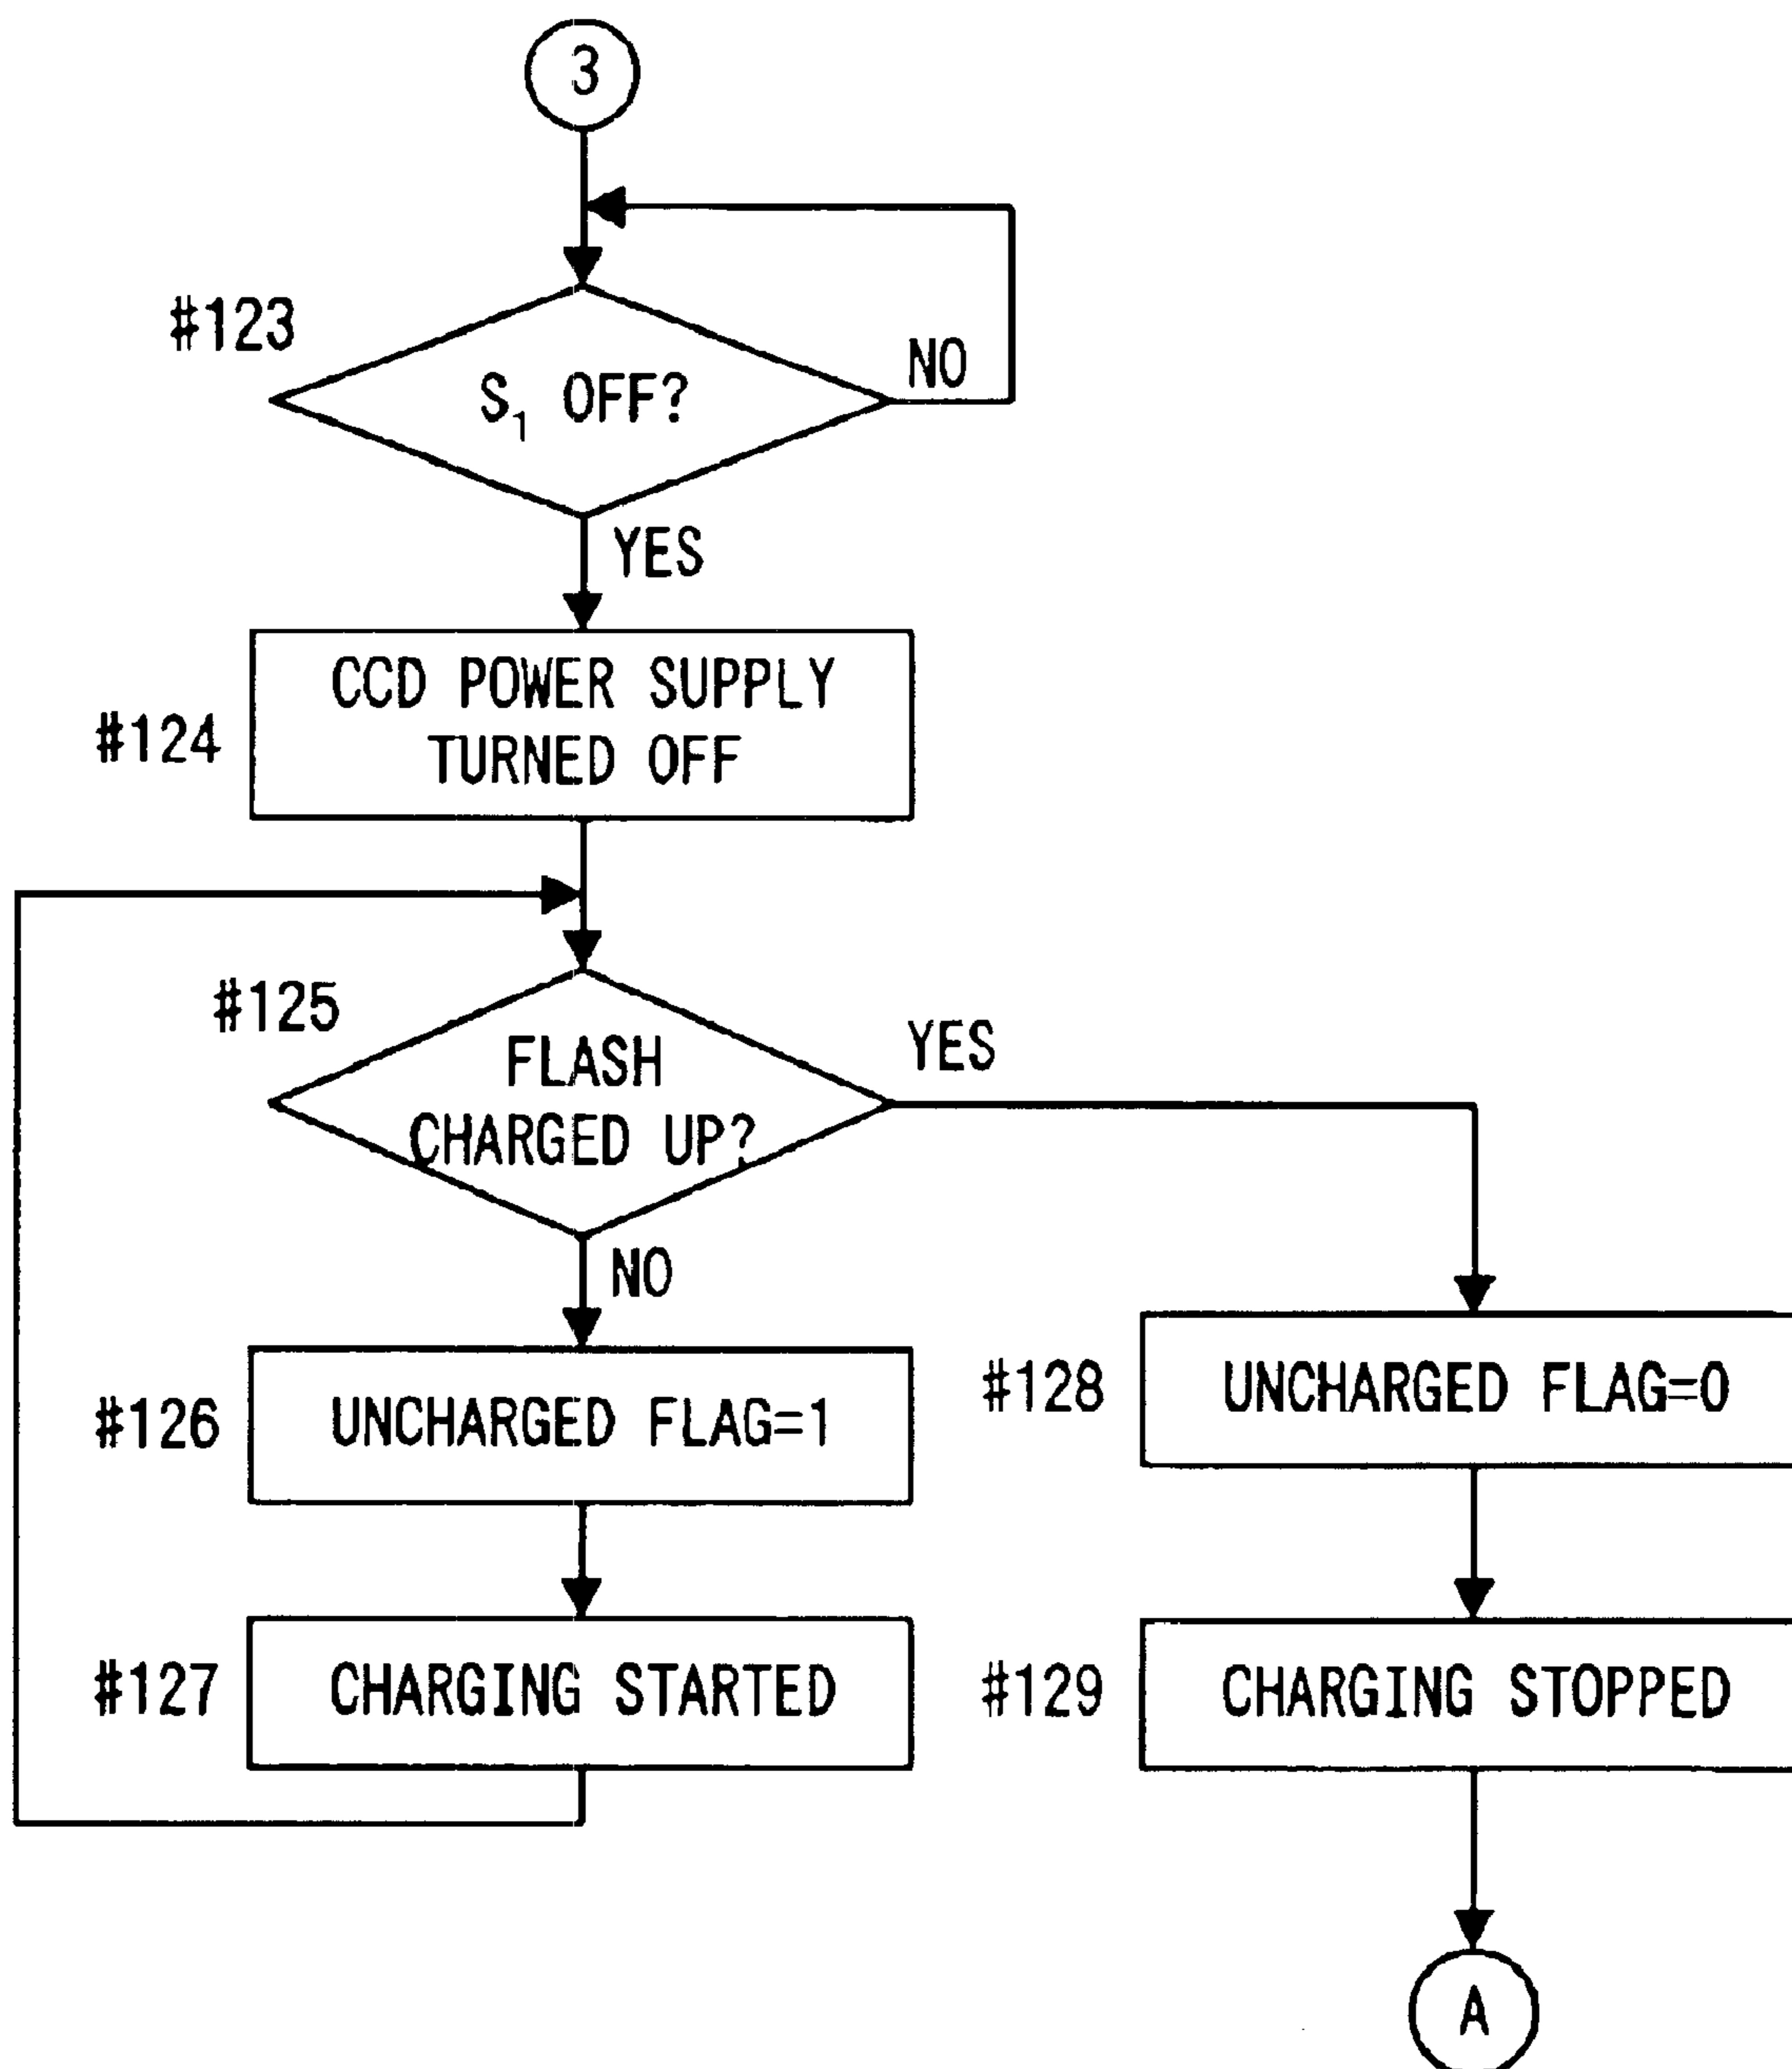 3
#123
S₁ OFF?
NO
YES
#124
CCD POWER SUPPLY
TURNED OFF
#125
FLASH
CHARGED UP?
YES
NO
#126
UNCHARGED FLAG=1
#128
UNCHARGED FLAG=0
#127
CHARGING STARTED
#129
CHARGING STOPPED
A